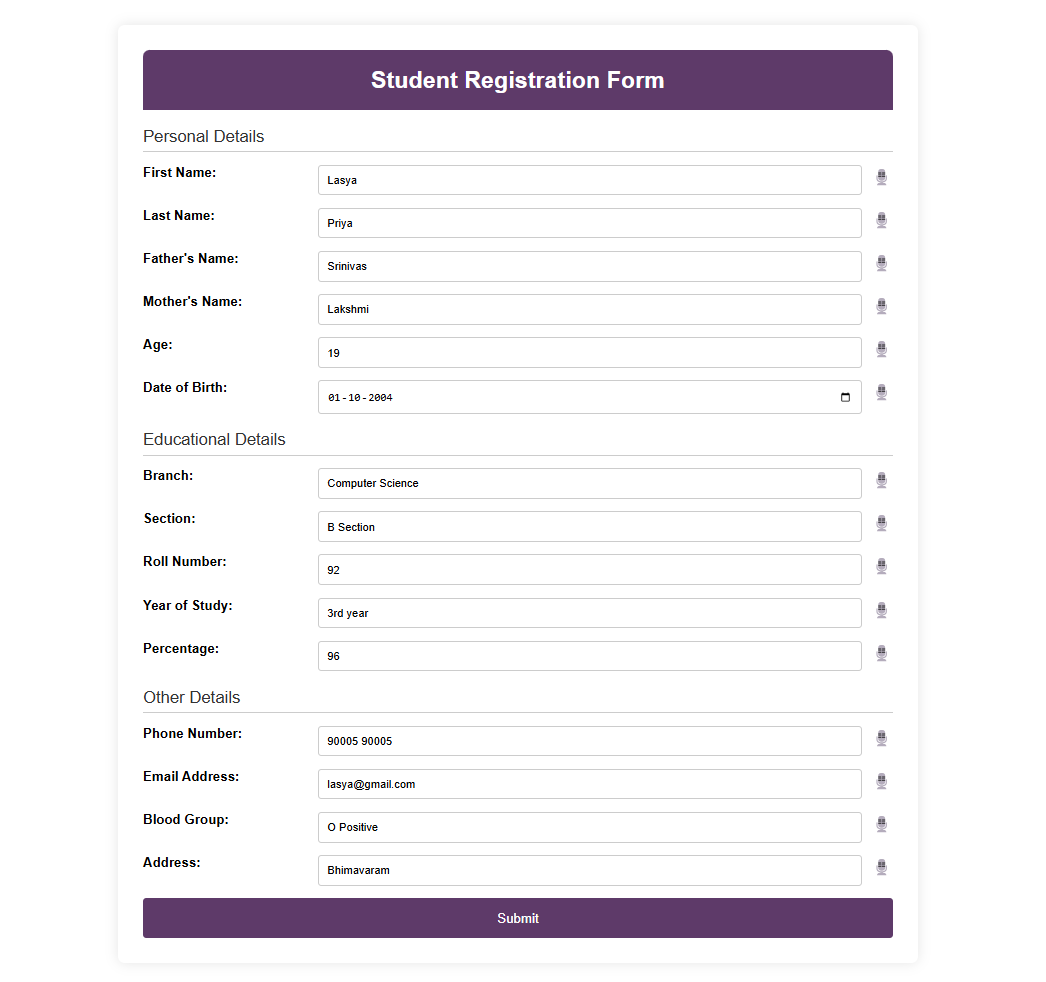 Student Registration Form
Personal Details
First Name: Lasya
Last Name: Priya
Father's Name: Srinivas
Mother's Name: Lakshmi
Age: 19
Date of Birth: 01-10-2004
Educational Details
Branch: Computer Science
Section: B Section
Roll Number: 92
Year of Study: 3rd year
Percentage: 96
Other Details
Phone Number: 90005 90005
Email Address: lasya@gmail.com
Blood Group: O Positive
Address: Bhimavaram
Submit